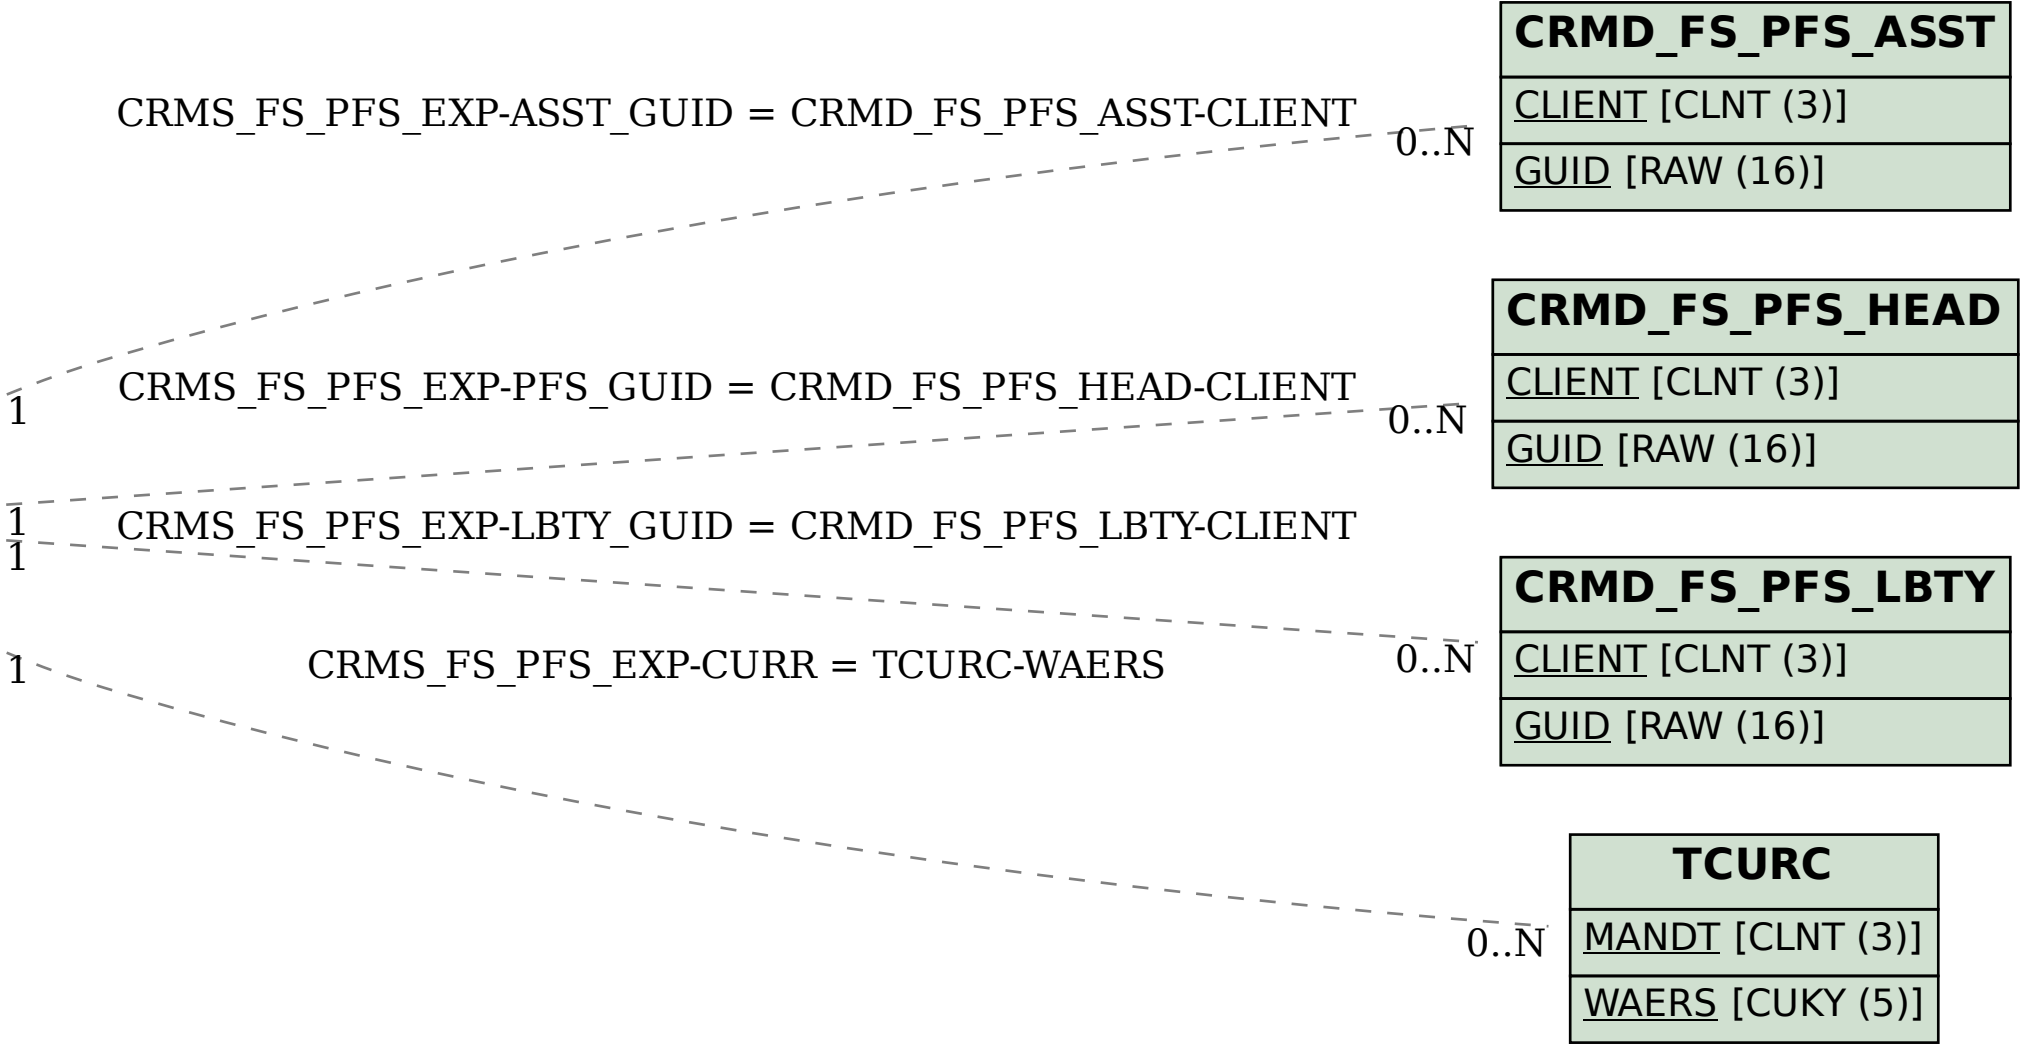 CRMD_FS_PFS_ASST
CLIENT [CLNT (3)]
GUID [RAW (16)]
CRMS_FS_PFS_EXP-ASST_GUID = CRMD_FS_PFS_ASST-CLIENT
0..N
1
CRMD_FS_PFS_HEAD
CLIENT [CLNT (3)]
GUID [RAW (16)]
CRMS_FS_PFS_EXP-PFS_GUID = CRMD_FS_PFS_HEAD-CLIENT
0..N
1
CRMS_FS_PFS_EXP-LBTY_GUID = CRMD_FS_PFS_LBTY-CLIENT
1
CRMD_FS_PFS_LBTY
CLIENT [CLNT (3)]
GUID [RAW (16)]
0..N
CRMS_FS_PFS_EXP-CURR = TCURC-WAERS
1
TCURC
MANDT [CLNT (3)]
WAERS [CUKY (5)]
0..N